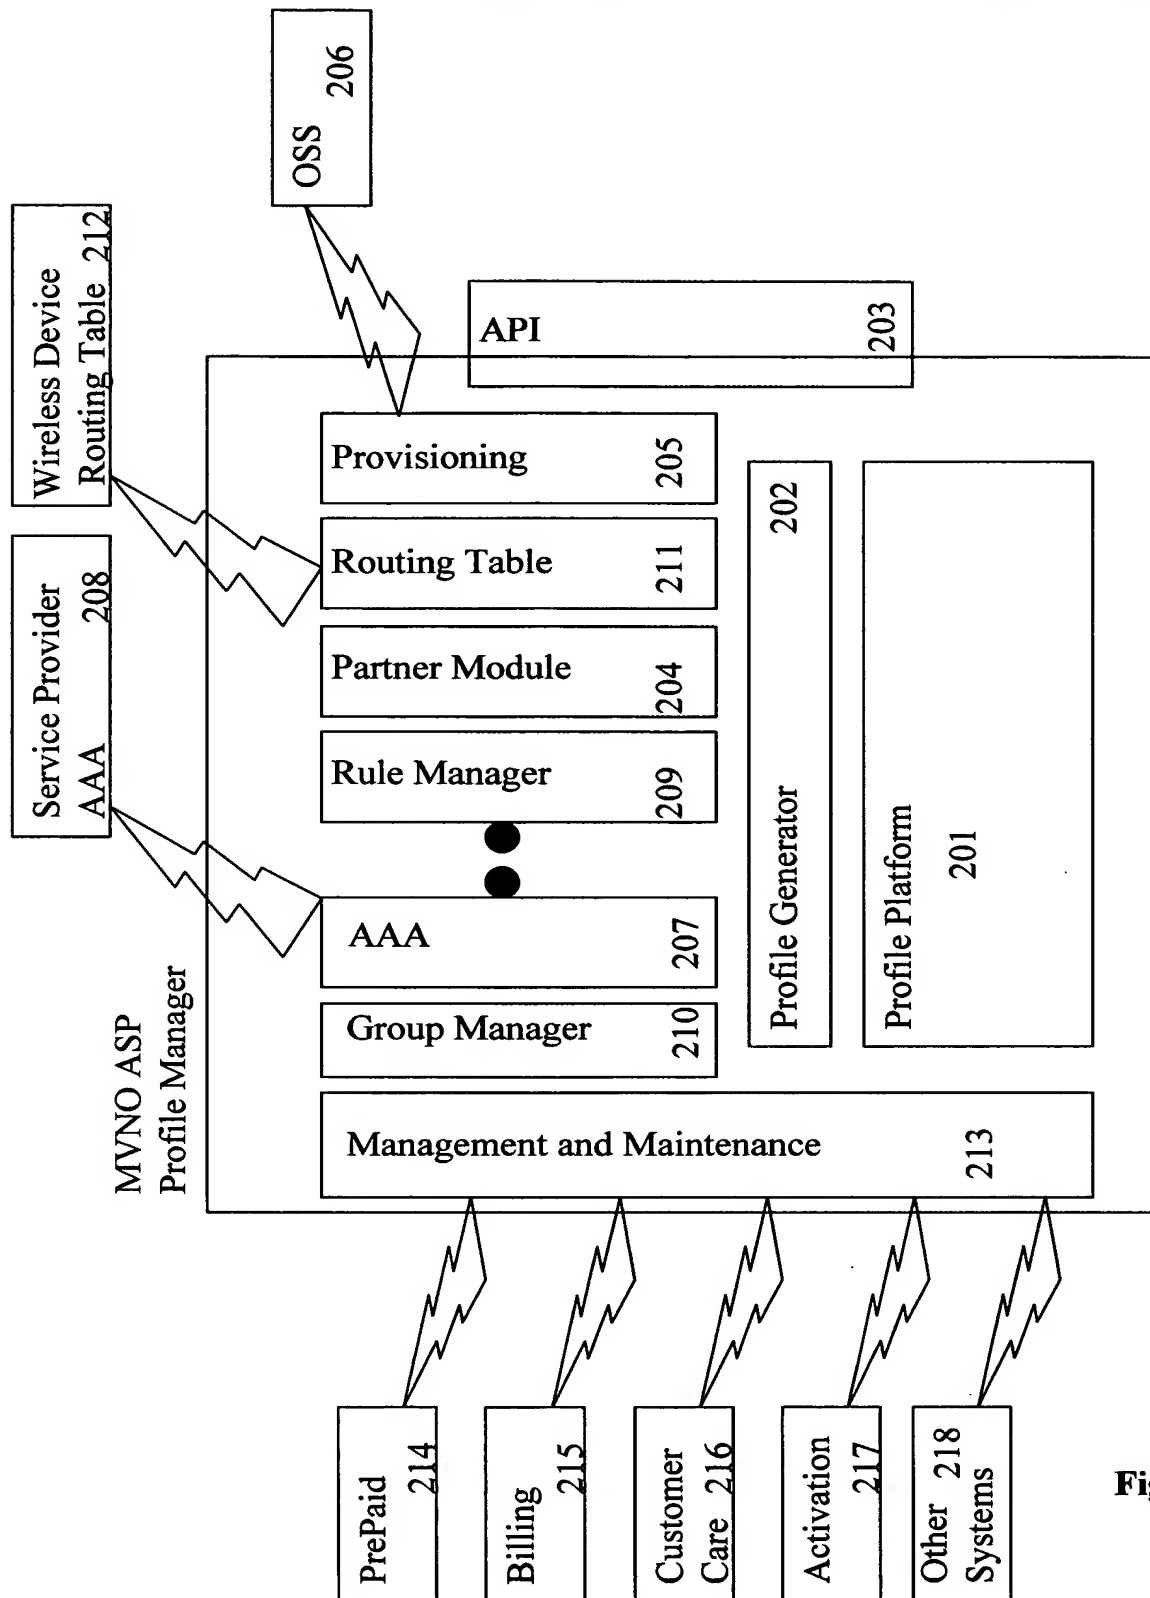 OSS
206
Wireless Device
Routing Table 212
API
203
Service Provider
AAA 208
Provisioning 205
Routing Table 211
Partner Module 204
Rule Manager 209
AAA 207
Group Manager 210
Profile Generator 202
Profile Platform
201
MVNO ASP
Profile Manager
Management and Maintenance 213
PrePaid
214
Billing
215
Customer
Care 216
Activation
217
Other 218
Systems